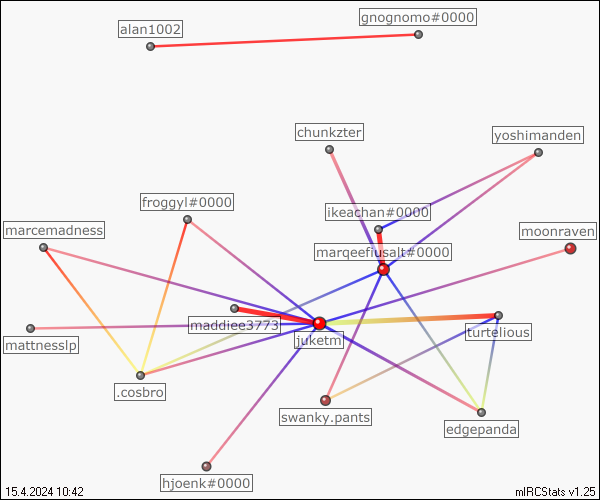 gnognomo#0000
alan1002
chunkzter
yoshimanden
froggyl#0000
ikeachan#0000
marcemadness
moonraven
marqeefiusalt#0000
maddiee3773
turtelious
mattnesslp
juketm
.cosbro
swanky.pants
edgepanda
hjoenk#0000
15.4.2024 10:42
mIRCStats v1.25